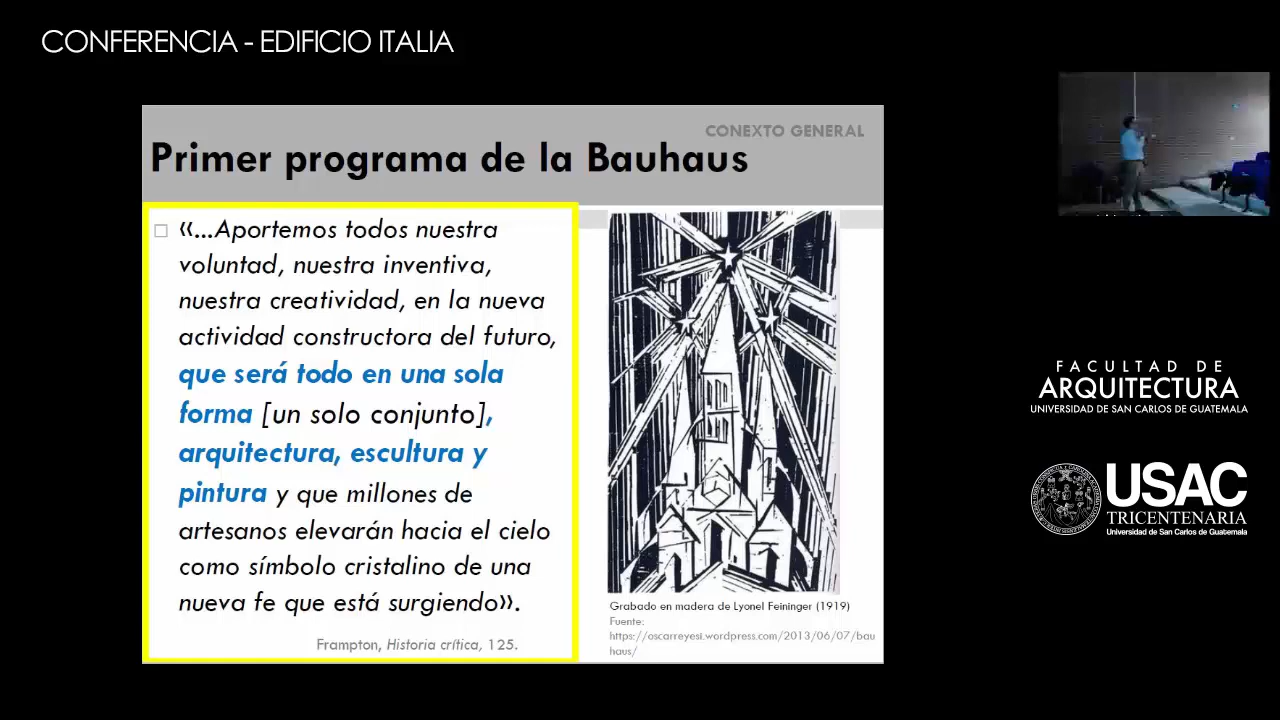 CONFERENCIA - EDIFICIO ITALIA
CONEXTO GENERAL
Primer programa de la Bauhaus
«...Aportemos todos nuestra
voluntad, nuestra inventiva,
nuestra creatividad, en la nueva
actividad constructora del futuro,
que será todo en una sola
forma [un solo conjunto],
arquitectura, escultura y
pintura y que millones de
artesanos elevarán hacia el cielo
como símbolo cristalino de una
nueva fe que está surgiendo».
Frampton, Historia crítica, 125.
Grabado en madera de Lyonel Feininger (1919)
Fuente:
https://oscarreyesi.wordpress.com/2013/06/07/bau
haus/
FACULTAD DE
ARQUITECTURA
UNIVERSIDAD DE SAN CARLOS DE GUATEMALA
USAC
TRICENTENARIA
Universidad de San Carlos de Guatemala